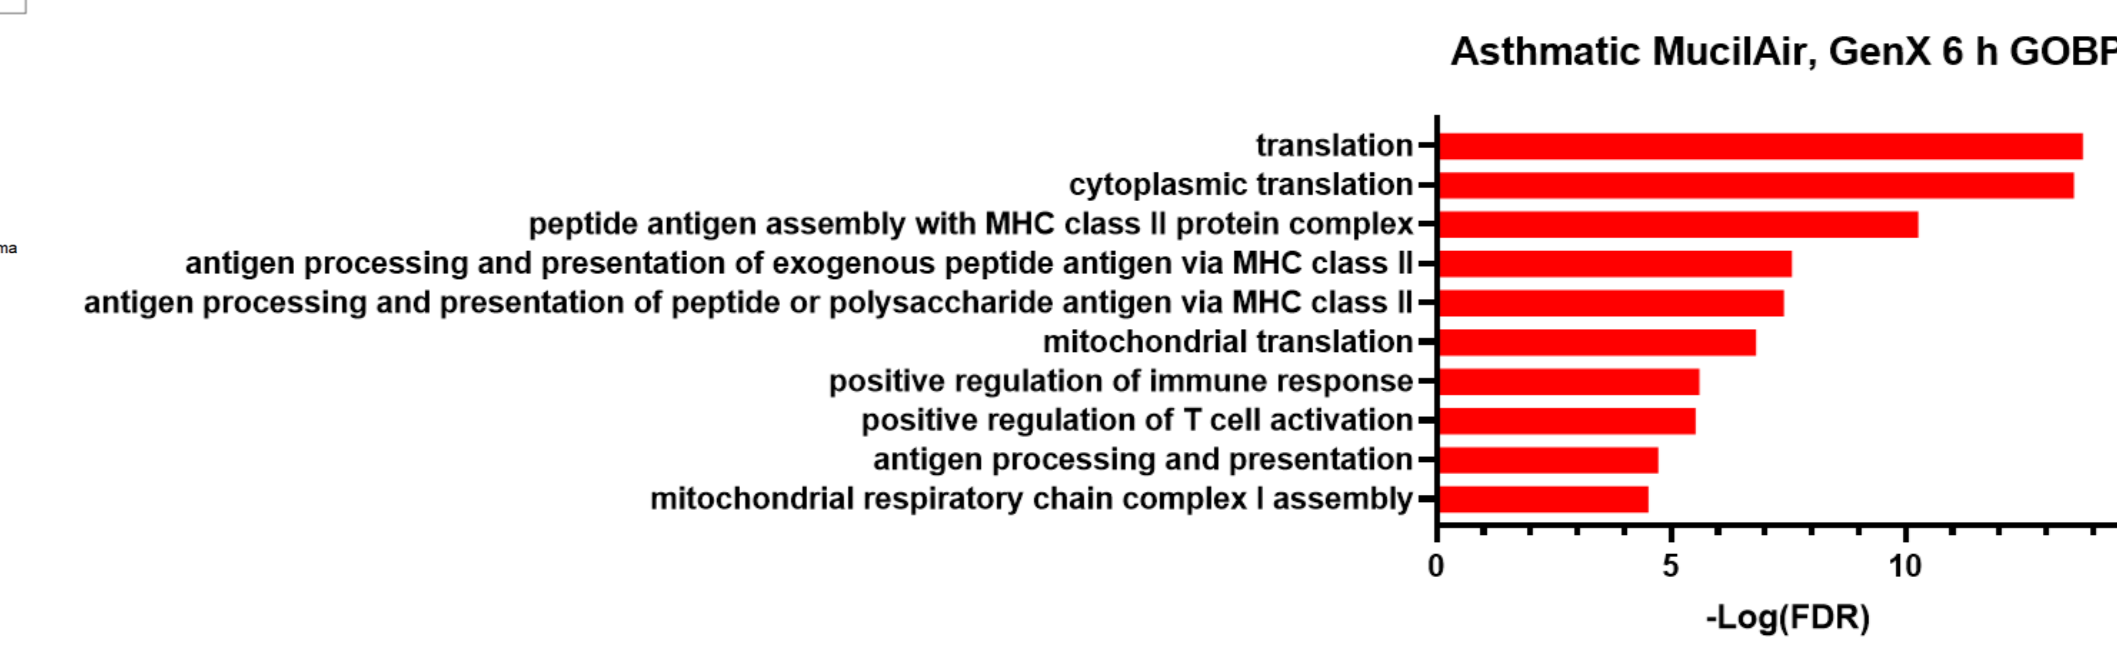 Asthmatic MucilAir, GenX 6 h GOBP
translation
cytoplasmic translation
peptide antigen assembly with MHC class II protein complex
ma
antigen processing and presentation of exogenous peptide antigen via MHC class II
antigen processing and presentation of peptide or polysaccharide antigen via MHC class II
mitochondrial translation
positive regulation of immune response
positive regulation of T cell activation
antigen processing and presentation
mitochondrial respiratory chain complex I assembly
0 5 10
-Log(FDR)